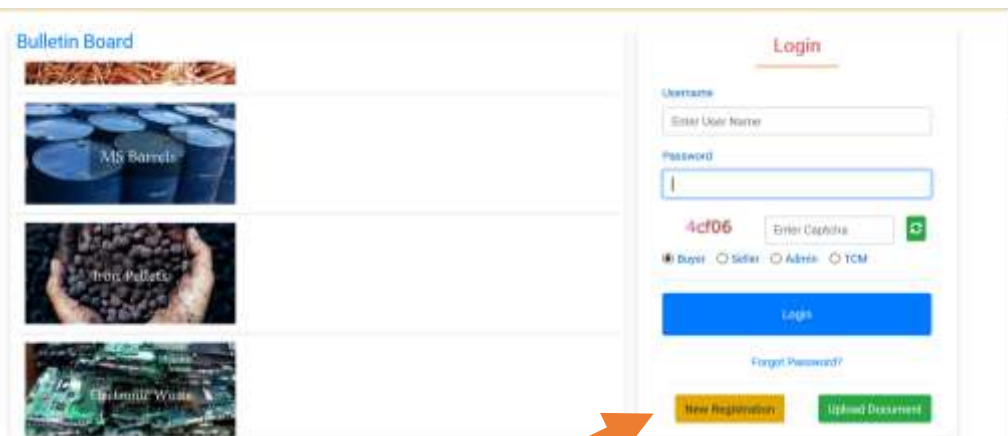 Bulletin Board
MS Barrels
Iron Pellets
Electronic Waste
Login
Username
Enter User Name
Password
4cf06
Enter Captcha
Buyer Seller Admin TCM
Login
Forgot Password?
New Registration
Upload Document